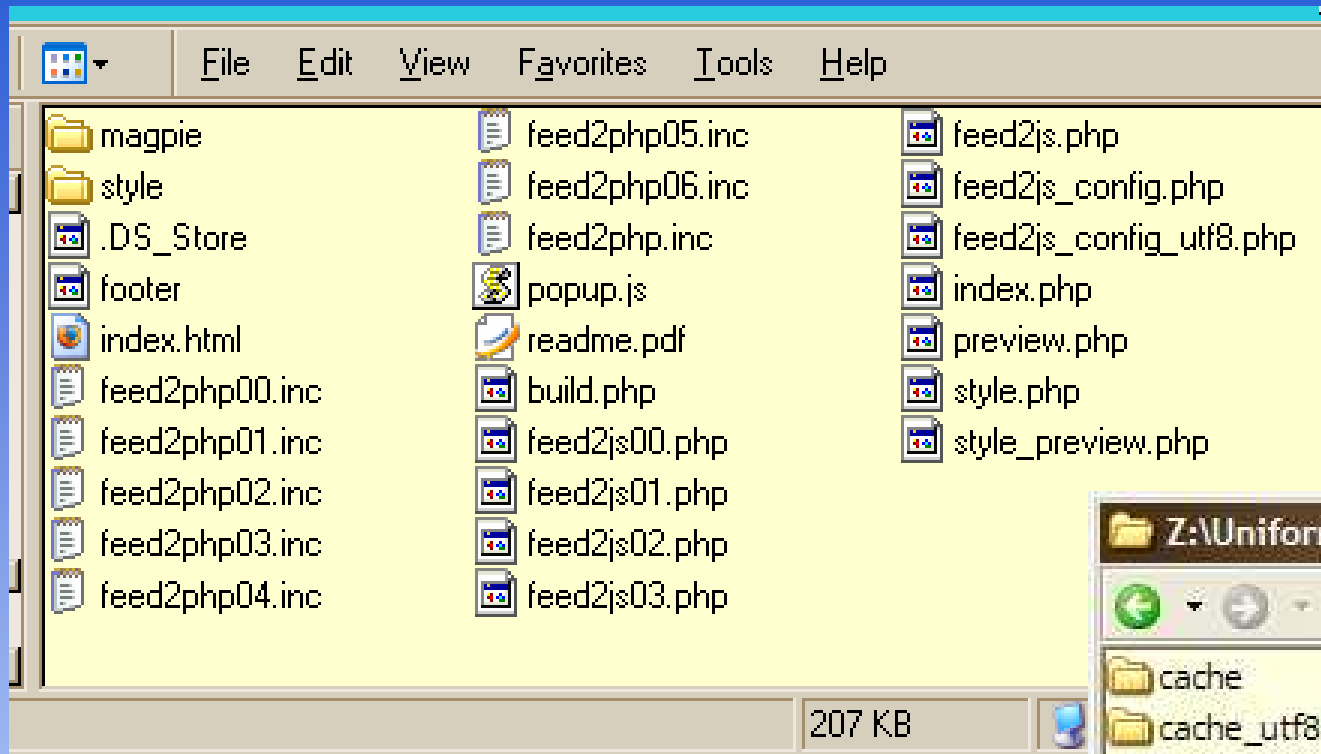 File Edit View Favorites Tools Help
magpie
style
.DS_Store
footer
index.html
feed2php00.inc
feed2php01.inc
feed2php02.inc
feed2php03.inc
feed2php04.inc
feed2php05.inc
feed2php06.inc
feed2php.inc
popup.js
readme.pdf
build.php
feed2js00.php
feed2js01.php
feed2js02.php
feed2js03.php
feed2js.php
feed2js_config.php
feed2js_config_utf8.php
index.php
preview.php
style.php
style_preview.php
207 KB
Z:\Uniform
cache
cache_utf8